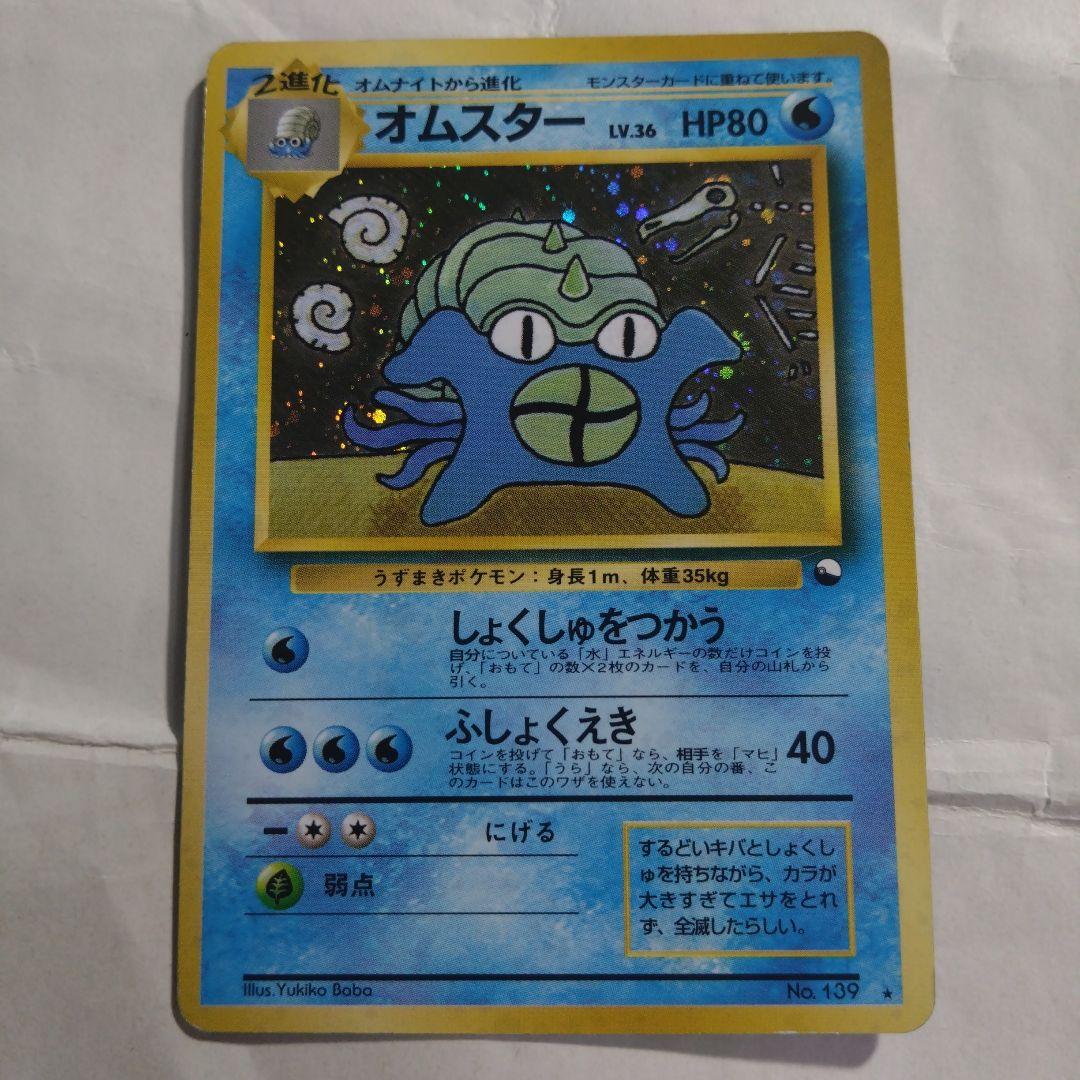 2進化 オムナイトから進化 モンスターカードに重ねて使います。
オムスター LV.36 HP80
うずまきポケモン：身長1m、体重35kg
しょくしゅをつかう
自分についている「水」エネルギーの数だけコインを投
げ、「おもて」の数×2枚のカードを、自分の山札から
引く。
ふしょくえき
コインを投げて「おもて」なら、相手を「マヒ」
状態にする。「うら」なら、次の自分の番、こ
のカードはこのワザを使えない。
40
にげる
弱点
するどいキバとしょくし
ゅを持ちながら、カラが
大きすぎてエサをとれ
ず、全滅したらしい。
Illus.Yukiko Baba No. 139 ★